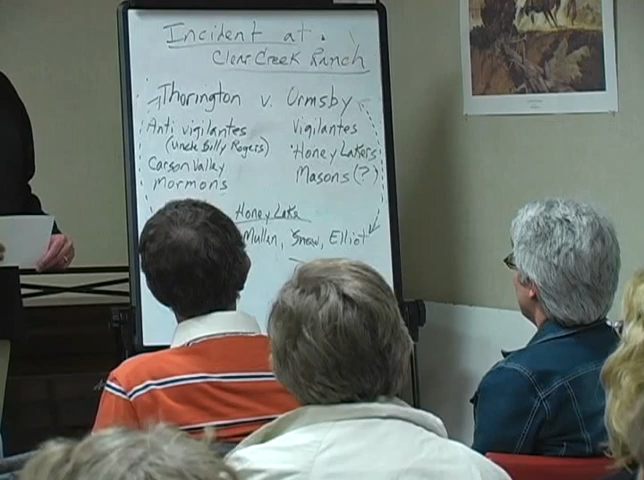 Incident at
Clear Creek Ranch
Thorington v. Ormsby
Anti vigilantes
(Uncle Billy Rogers)
Carson Valley
Mormons
Vigilantes
Honey Lakers
Masons (?)
Honey Lake
Mullen, Snow, Elliot